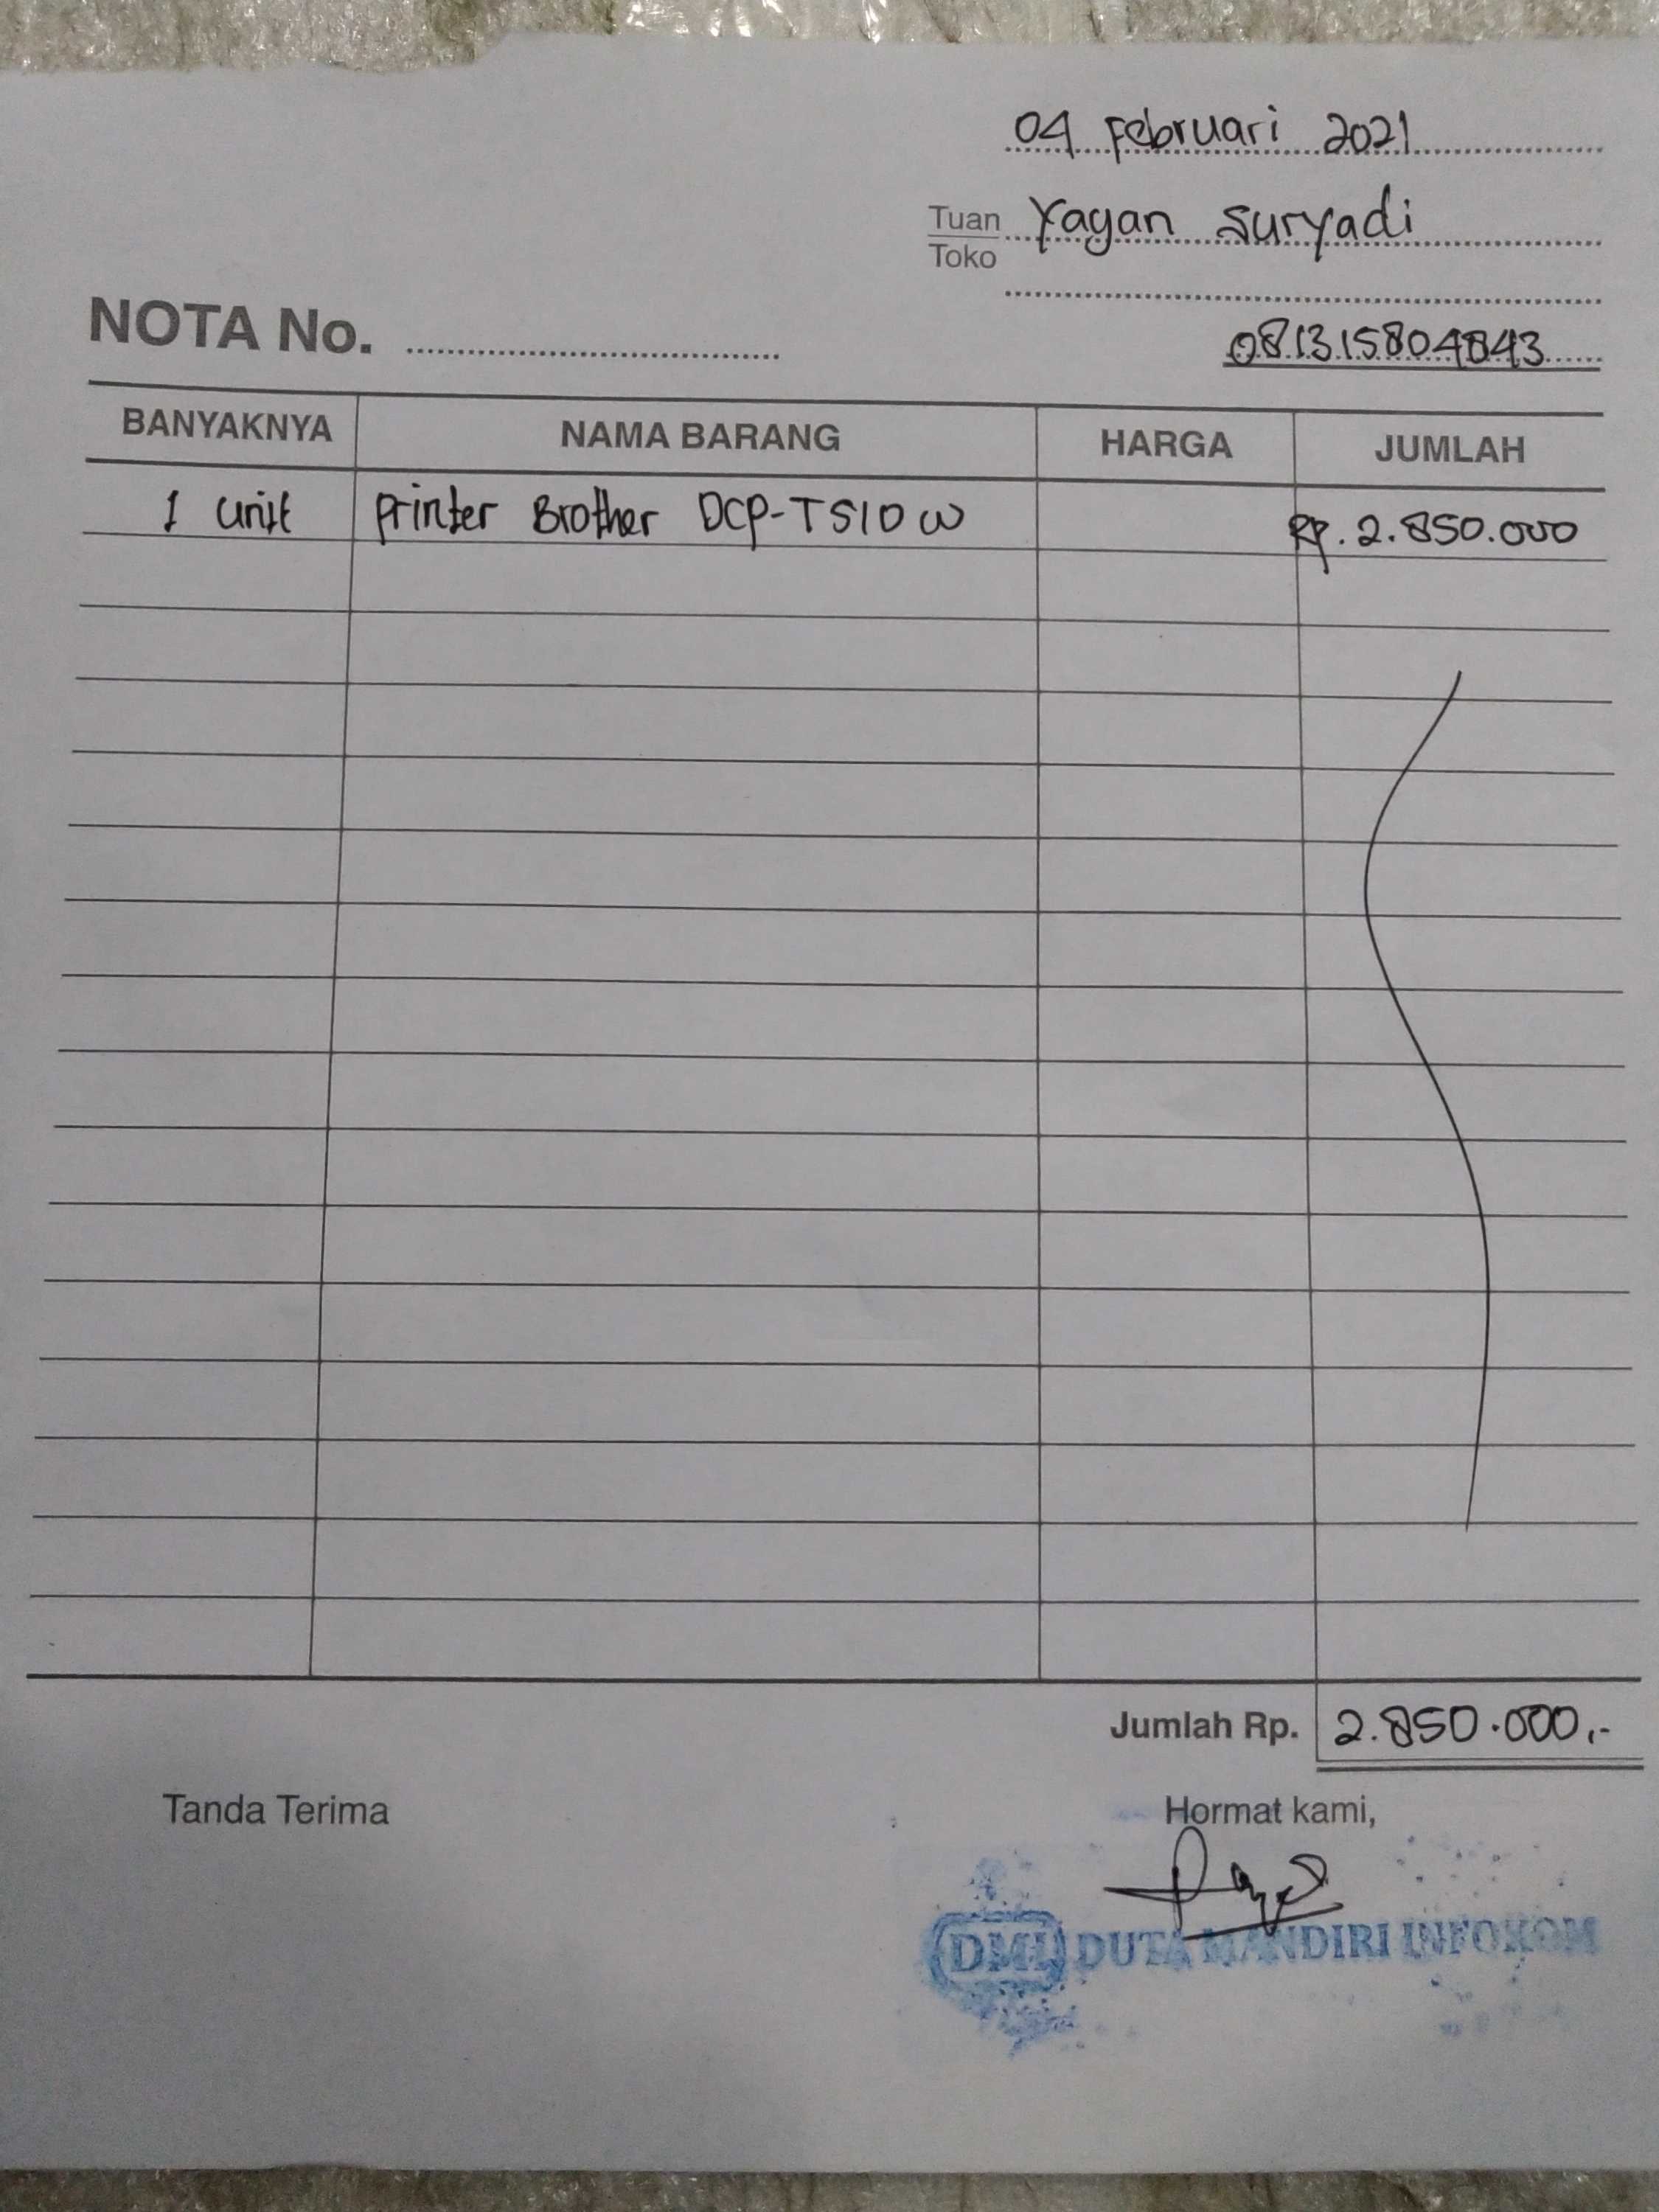 04 Februari 2021
Tuan Yayan Suryadi
Toko
NOTA No.
081315804843
BANYAKNYA NAMA BARANG HARGA JUMLAH
1 unit Printer Brother DCP-T510W Rp. 2.850.000
Jumlah Rp. 2.850.000,-
Tanda Terima Hormat kami,
DMI DUTA MANDIRI INFOKOM